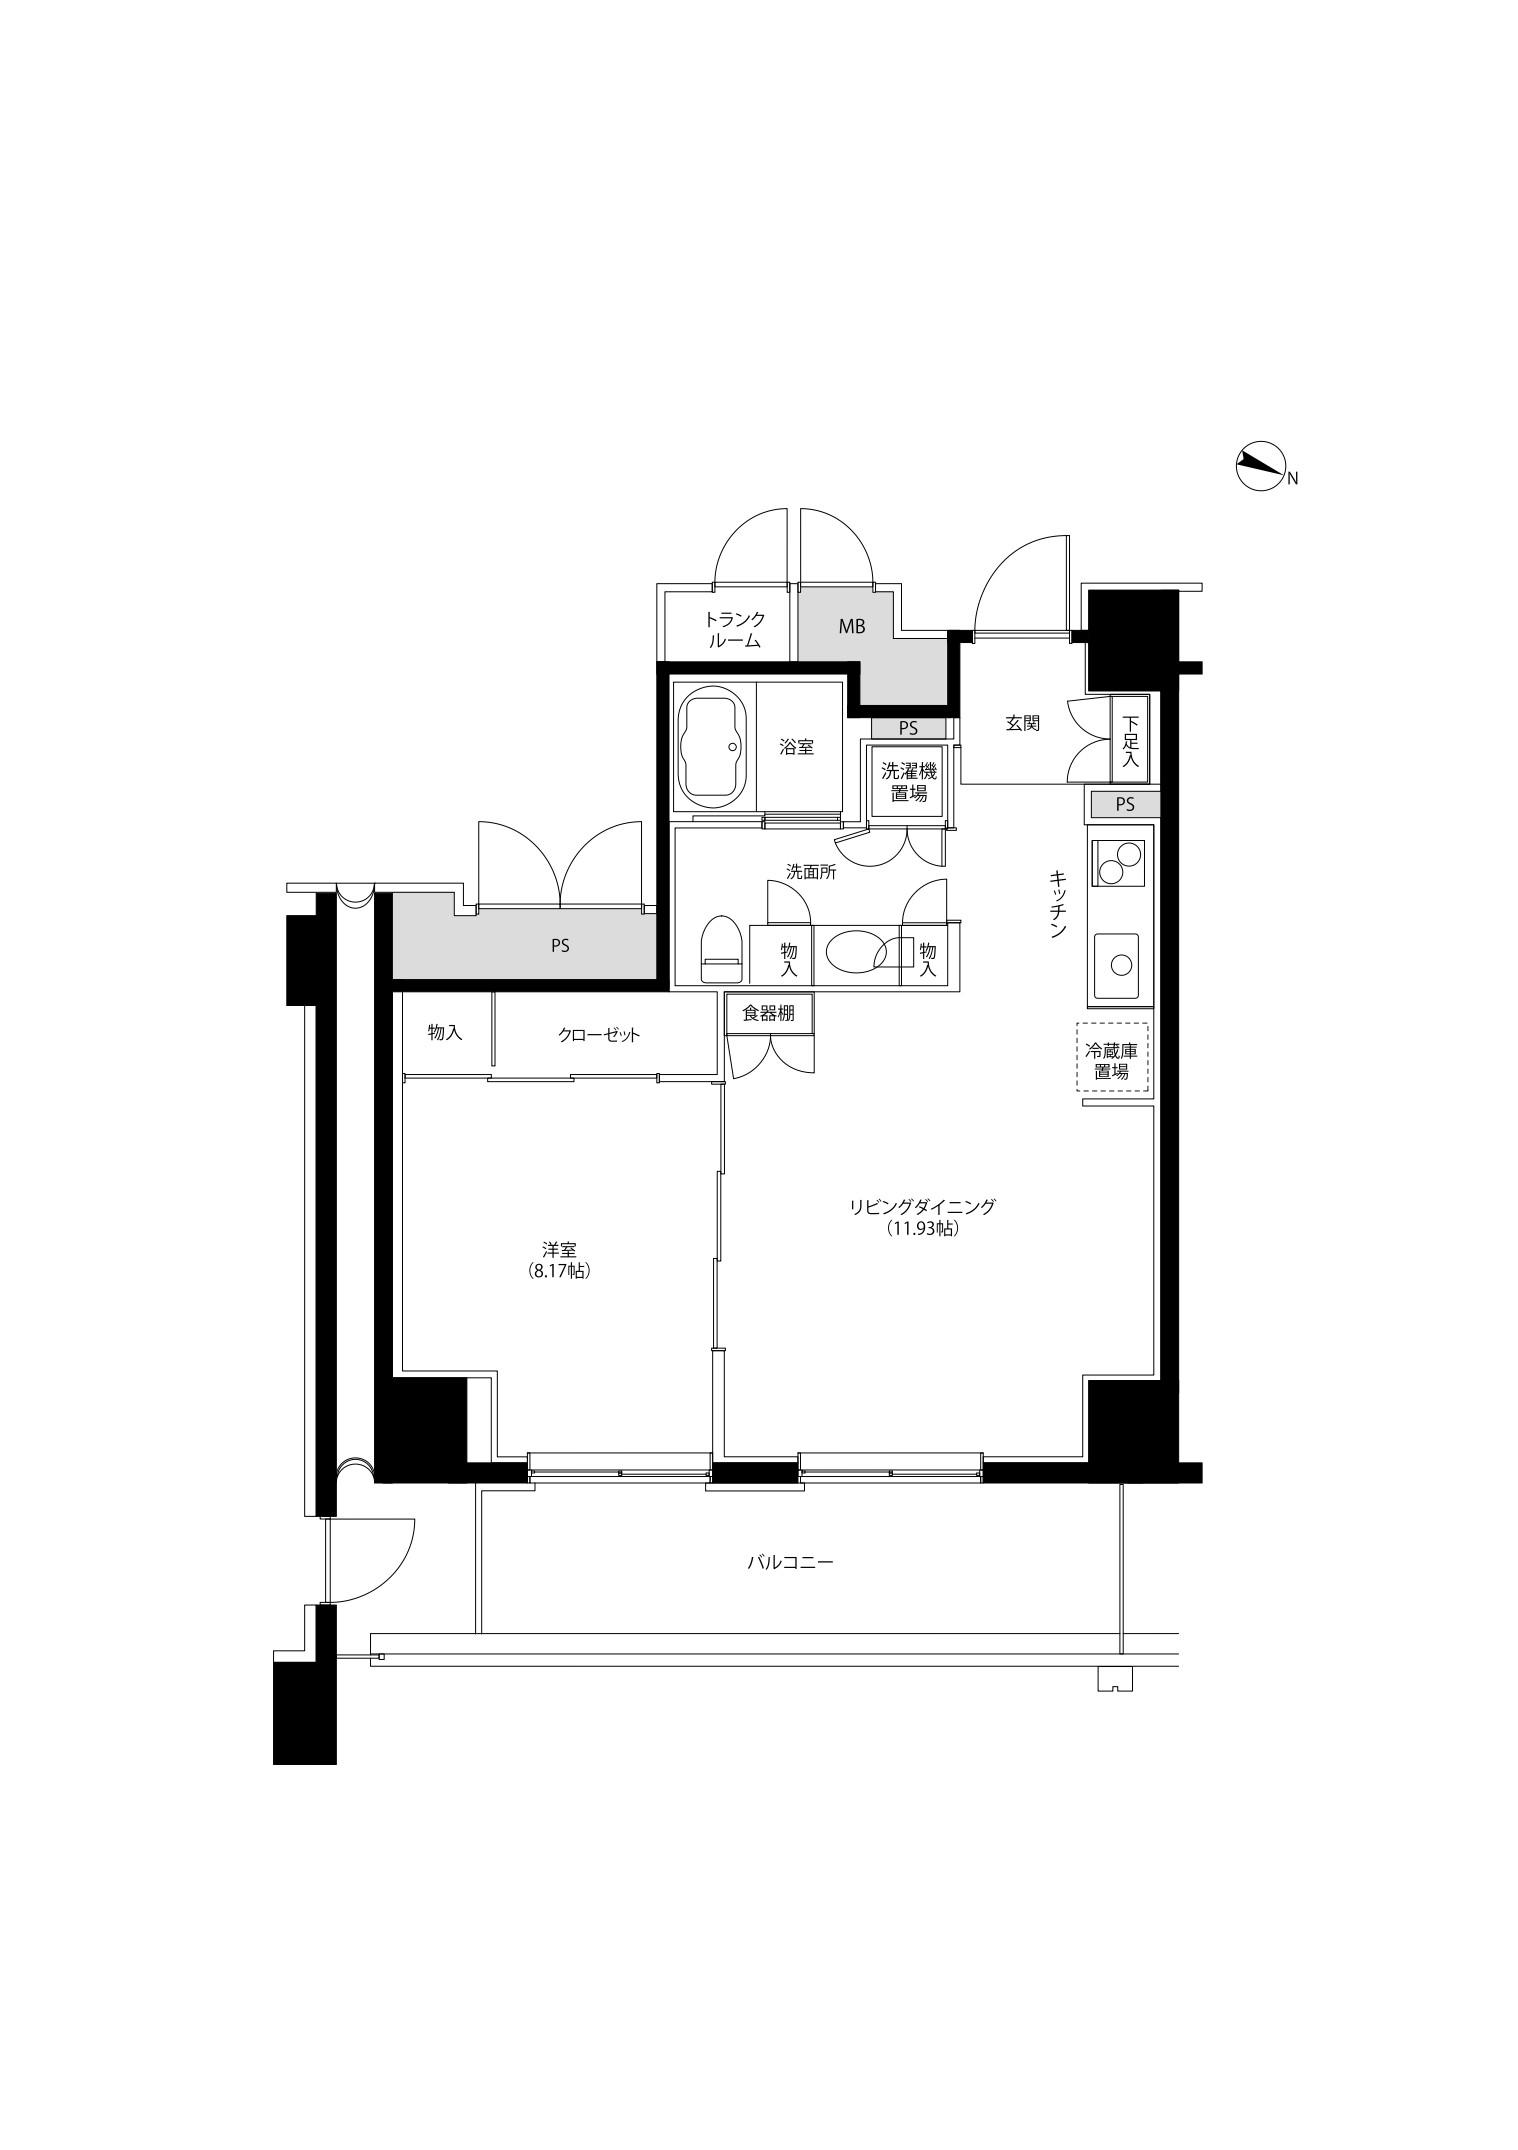 N
トランク
ルーム
MB
玄関
下足入
PS
浴室
洗濯機
置場
PS
洗面所
キッチン
PS
物入
物入
食器棚
物入
クローゼット
冷蔵庫
置場
リビングダイニング
(11.93帖)
洋室
(8.17帖)
バルコニー